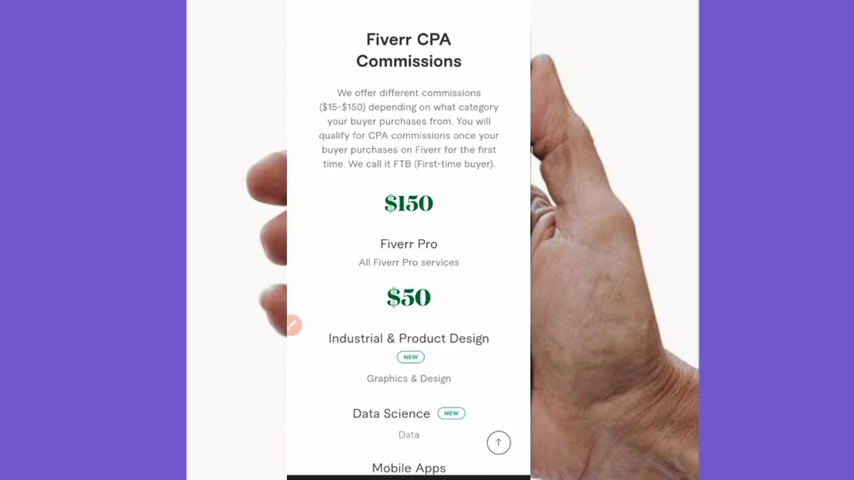 Fiverr CPA
Commissions
We offer different commissions
($15-$150) depending on what category
your buyer purchases from. You will
qualify for CPA commissions once your
buyer purchases on Fiverr for the first
time. We call it FTB (First-time buyer).
$150
Fiverr Pro
All Fiverr Pro services
$50
Industrial & Product Design
NEW
Graphics & Design
Data Science NEW
Data
Mobile Apps